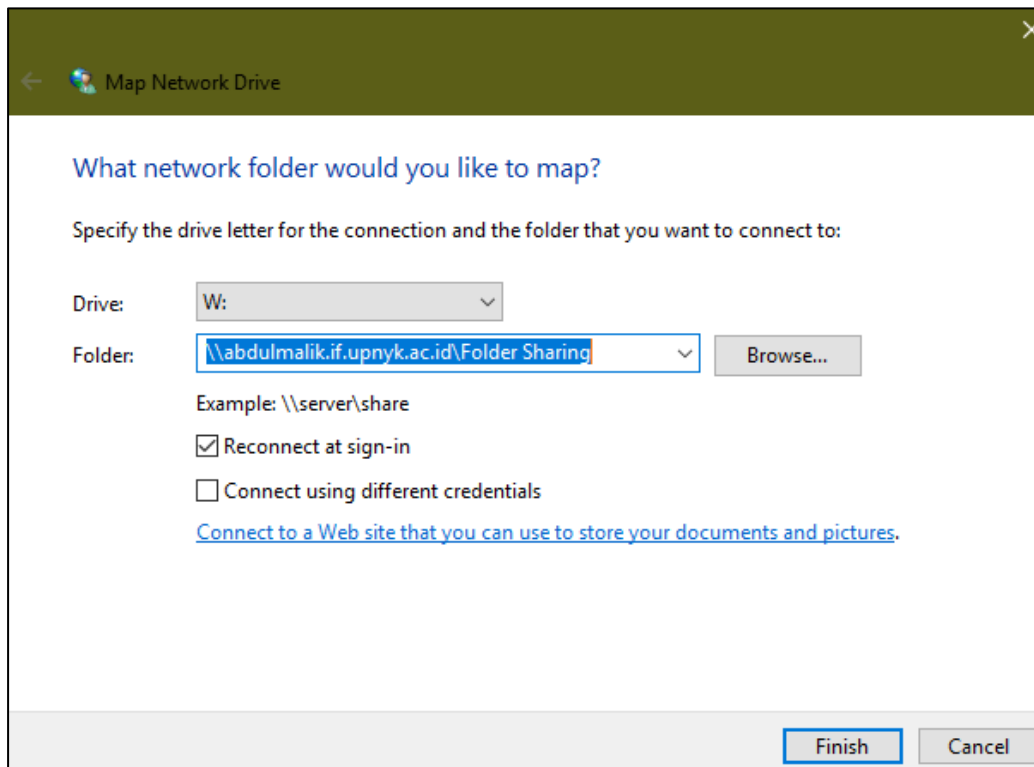 Map Network Drive
What network folder would you like to map?
Specify the drive letter for the connection and the folder that you want to connect to:
Drive: W:
Folder: \\abdulmalik.if.upnyk.ac.id\Folder Sharing Browse...
Example: \\server\share
Reconnect at sign-in
Connect using different credentials
Connect to a Web site that you can use to store your documents and pictures.
Finish Cancel